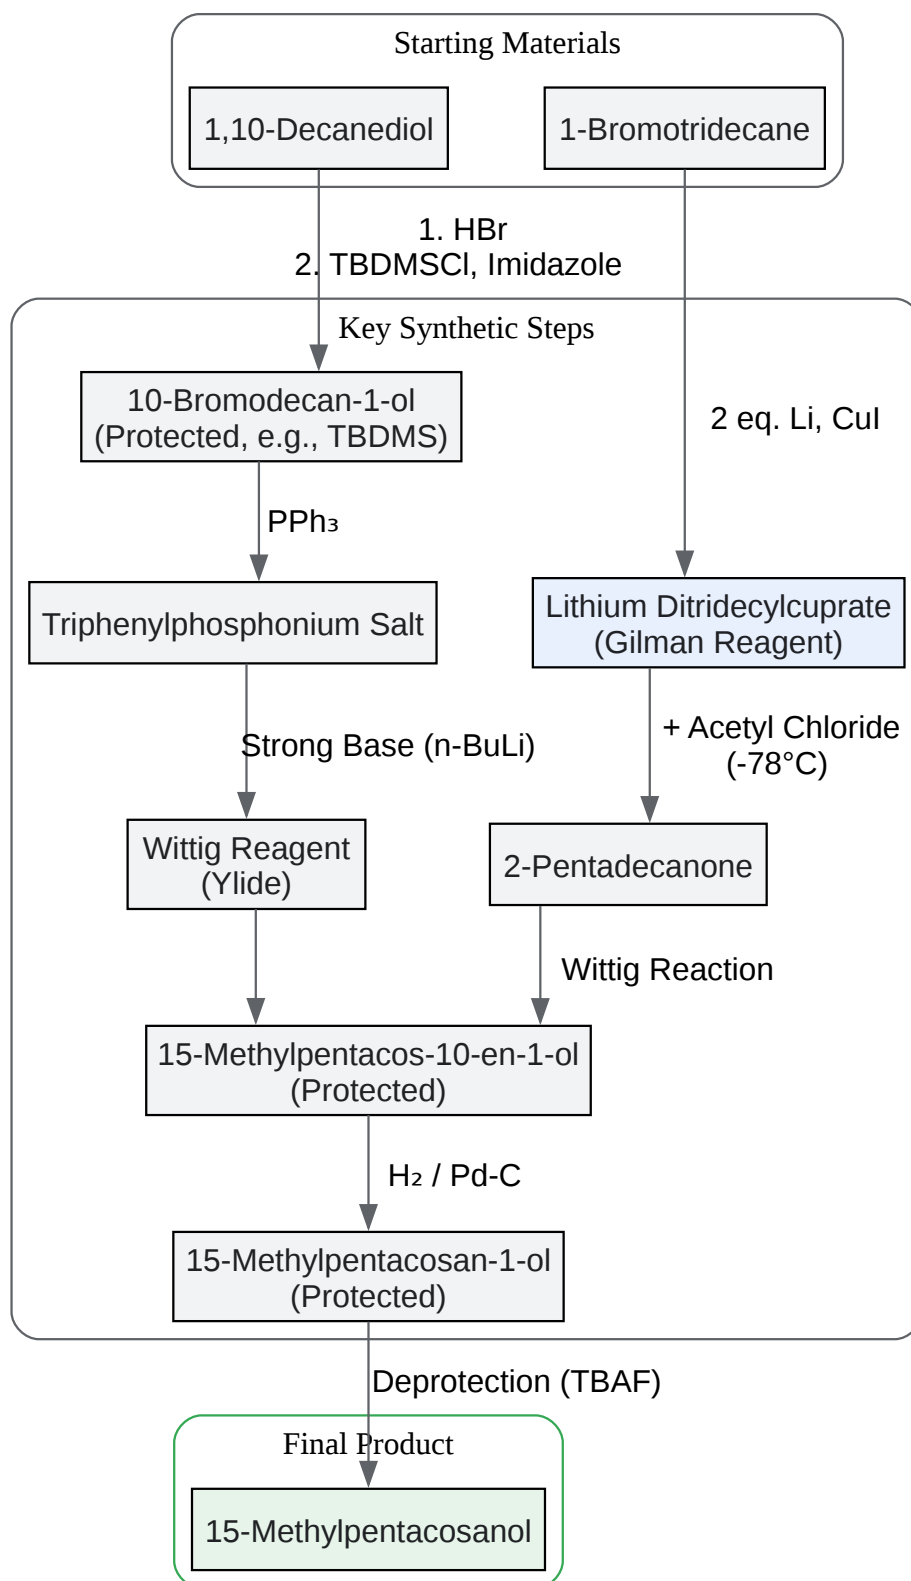 Starting Materials
1,10-Decanediol
1-Bromotridecane
1. HBr
2. TBDMSCl, Imidazole
Key Synthetic Steps
10-Bromodecan-1-ol
(Protected, e.g., TBDMS)
2 eq. Li, CuI
PPh₃
Triphenylphosphonium Salt
Lithium Ditridecylcuprate
(Gilman Reagent)
Strong Base (n-BuLi)
+ Acetyl Chloride
(-78°C)
Wittig Reagent
(Ylide)
2-Pentadecanone
Wittig Reaction
15-Methylpentacos-10-en-1-ol
(Protected)
H₂ / Pd-C
15-Methylpentacosan-1-ol
(Protected)
Deprotection (TBAF)
Final Product
15-Methylpentacosanol